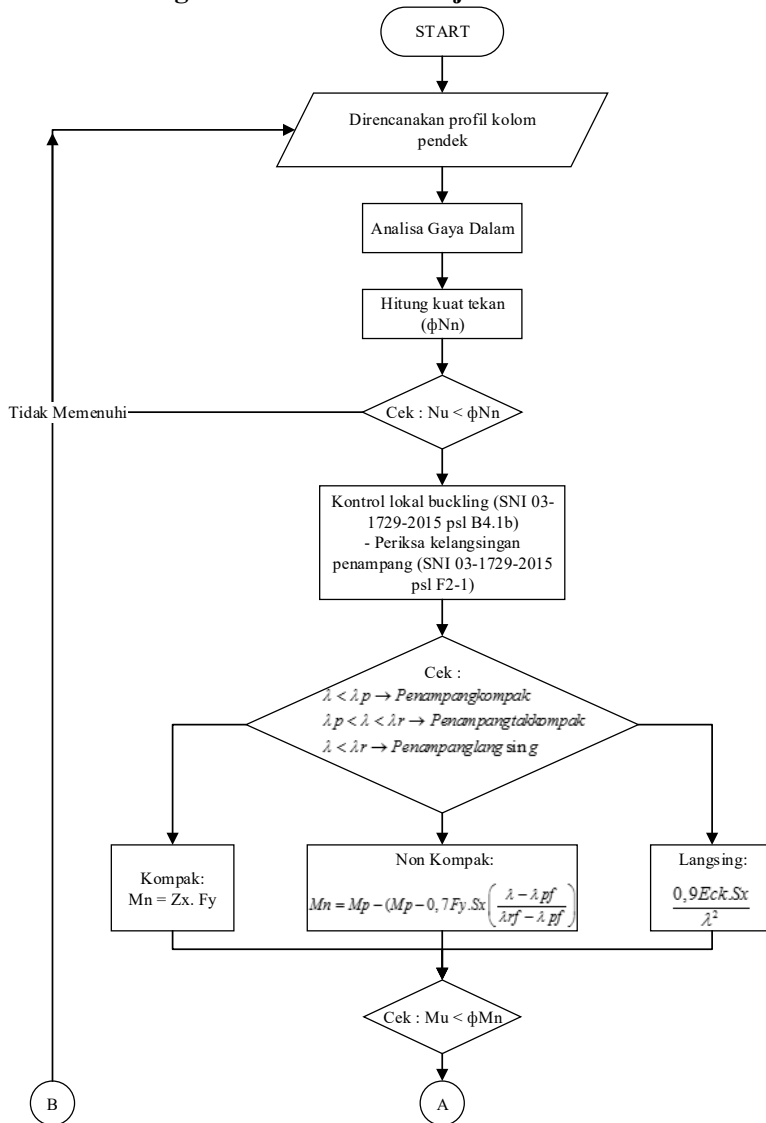 START
Direncanakan profil kolom
pendek
Analisa Gaya Dalam
Hitung kuat tekan
(ϕNn)
Tidak Memenuhi
Cek : Nu < ϕNn
Kontrol lokal buckling (SNI 03-
1729-2015 psl B4.1b)
- Periksa kelangsingan
penampang (SNI 03-1729-2015
psl F2-1)
Cek :
λ < λp → Penampangkompak
λp < λ < λr → Penampangtakkompak
λ < λr → Penampanglang sin g
Kompak:
Mn = Zx. Fy
Non Kompak:
Mn = Mp − (Mp − 0,7Fy.Sx(λ − λpf / λrf − λpf)
Langsing:
0,9Eck.Sx / λ²
Cek : Mu < ϕMn
B
A